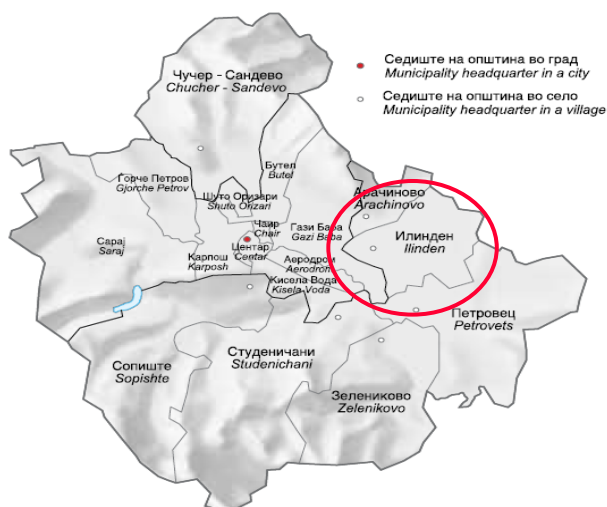 Седиште на општина во град
Municipality headquarter in a city
Седиште на општина во село
Municipality headquarter in a village
Чучер - Сандево
Chucher - Sandevo
Бутел
Butel
Ѓорче Петров
Gjorche Petrov
Шуто Оризари
Shuto Orizari
Арачиново
Arachinovo
Чаир
Chair
Гази Баба
Gazi Baba
Илинден
Ilinden
Сарај
Saraj
Карпош
Karposh
Центар
Centar
Аеродром
Aerodrom
Кисела Вода
Kisela Voda
Петровец
Petrovets
Сопиште
Sopishte
Студеничани
Studenichani
Зелениково
Zelenikovo